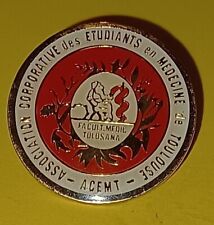 ASSOCIATION CORPORATIVE des ETUDIANTS en MEDECINE de TOULOUSE
- ACEMT -
FACULT. MEDIC
TOLOSANA